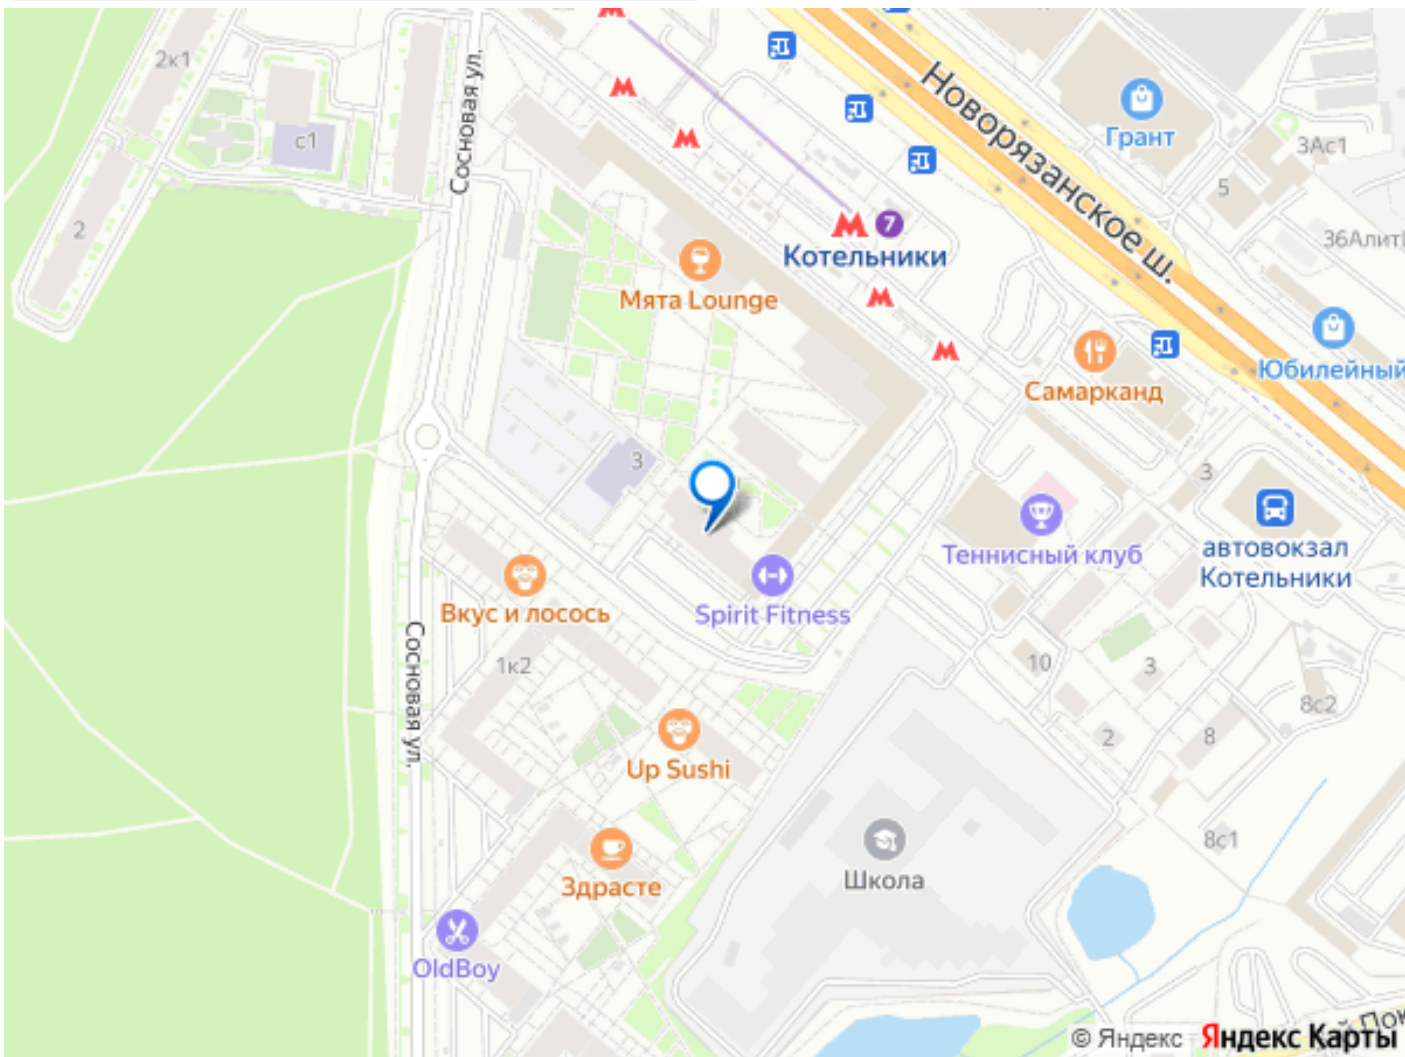 2к1
Сосновая ул.
с1
2
Новорязанское ш.
Грант
3Ас1
5
7
Котельники
Мята Lounge
Юбилейный
Самарканд
3
3
Теннисный клуб
автовокзал
Котельники
Вкус и лосось
Spirit Fitness
Сосновая ул.
1к2
10
3
8с2
2
8
Up Sushi
8с1
Здрасте
Школа
OldBoy
© Яндекс
Яндекс Карты